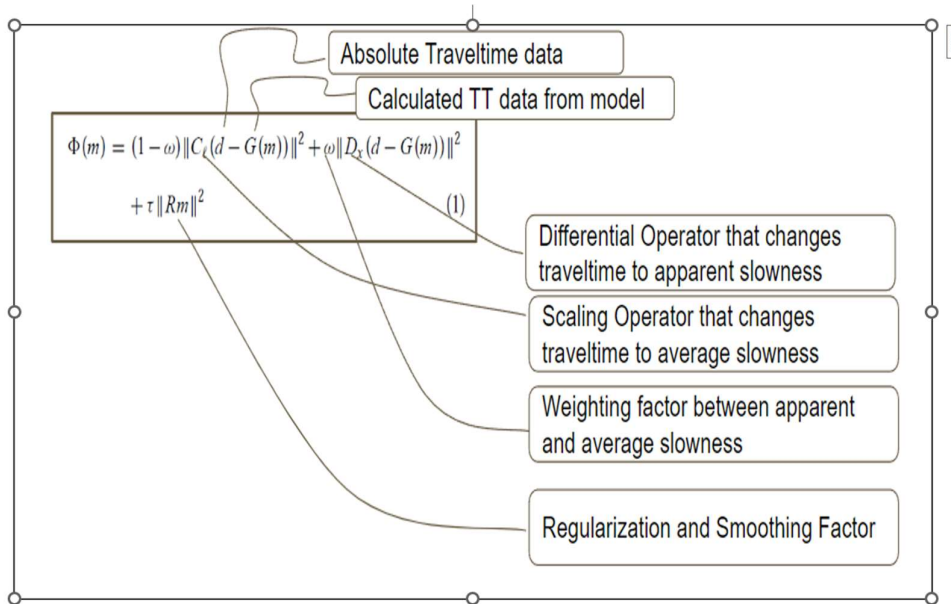 Absolute Traveltime data
Calculated TT data from model
Φ(m) = (1 − ω)‖C_ℓ(d − G(m))‖² + ω‖D_x(d − G(m))‖²
+ τ‖Rm‖² (1)
Differential Operator that changes
traveltime to apparent slowness
Scaling Operator that changes
traveltime to average slowness
Weighting factor between apparent
and average slowness
Regularization and Smoothing Factor